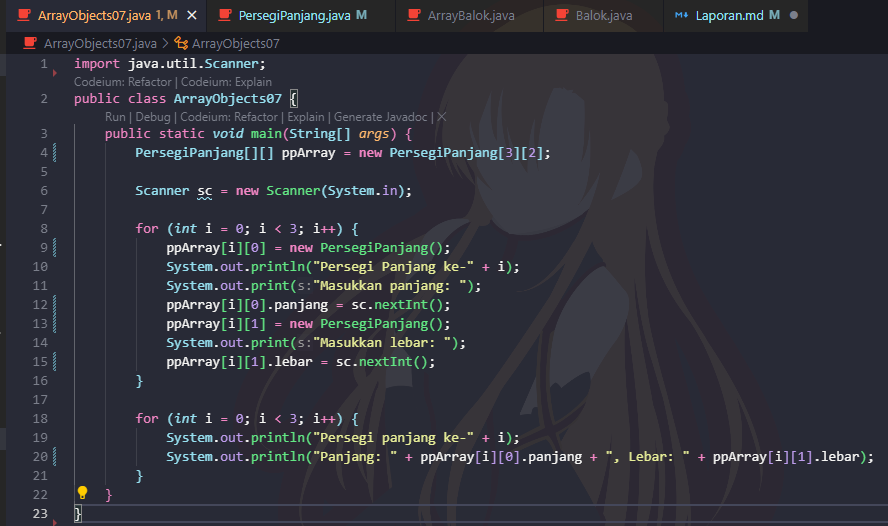 ArrayObjects07.java 1, M PersegiPanjang.java M ArrayBalok.java Balok.java Laporan.md M
ArrayObjects07.java > ArrayObjects07
1 import java.util.Scanner;
Codeium: Refactor | Codeium: Explain
2 public class ArrayObjects07 {
Run | Debug | Codeium: Refactor | Explain | Generate Javadoc | ×
3 public static void main(String[] args) {
4 PersegiPanjang[][] ppArray = new PersegiPanjang[3][2];
5
6 Scanner sc = new Scanner(System.in);
7
8 for (int i = 0; i < 3; i++) {
9 ppArray[i][0] = new PersegiPanjang();
10 System.out.println("Persegi Panjang ke-" + i);
11 System.out.print(s:"Masukkan panjang: ");
12 ppArray[i][0].panjang = sc.nextInt();
13 ppArray[i][1] = new PersegiPanjang();
14 System.out.print(s:"Masukkan lebar: ");
15 ppArray[i][1].lebar = sc.nextInt();
16 }
17
18 for (int i = 0; i < 3; i++) {
19 System.out.println("Persegi panjang ke-" + i);
20 System.out.println("Panjang: " + ppArray[i][0].panjang + ", Lebar: " + ppArray[i][1].lebar);
21 }
22 }
23 }